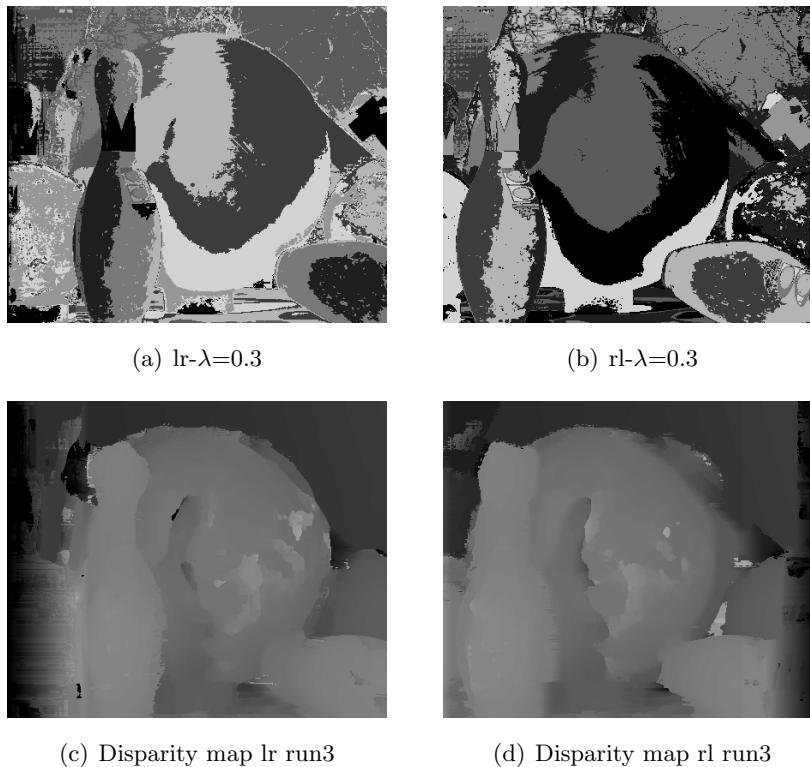 (a) lr-λ=0.3
(b) rl-λ=0.3
(c) Disparity map lr run3
(d) Disparity map rl run3